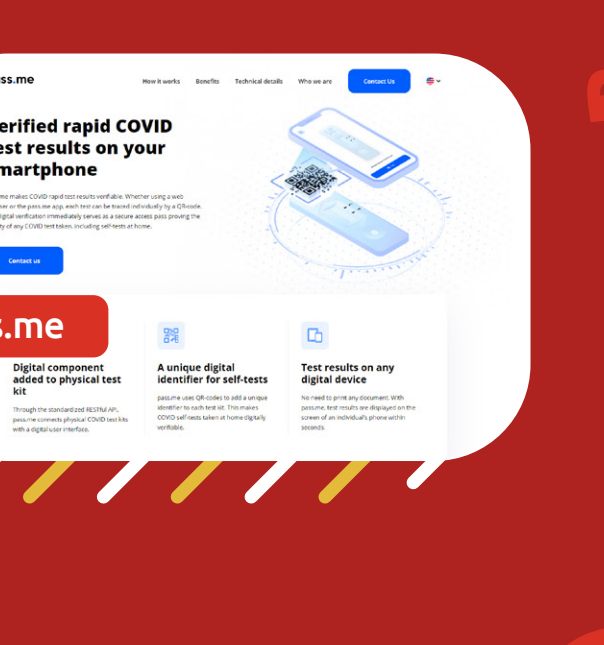 ss.me
How it works Benefits Technical details Who we are Contact Us
erified rapid COVID
est results on your
martphone
me makes COVID rapid test results verifiable. Whether using a web
ser or the pass.me app, each test can be traced individually by a QR-code.
igital verification immediately serves as a secure access pass proving the
ty of any COVID test taken, including self-tests at home.
Contact us
s.me
Digital component
added to physical test
kit
Through the standardized RESTful API,
pass.me connects physical COVID test kits
with a digital user interface.
A unique digital
identifier for self-tests
pass.me uses QR-codes to add a unique
identifier to each test kit. This makes
COVID self-tests taken at home digitally
verifiable.
Test results on any
digital device
No need to print any document. With
pass.me, test results are displayed on the
screen of an individual's phone within
seconds.